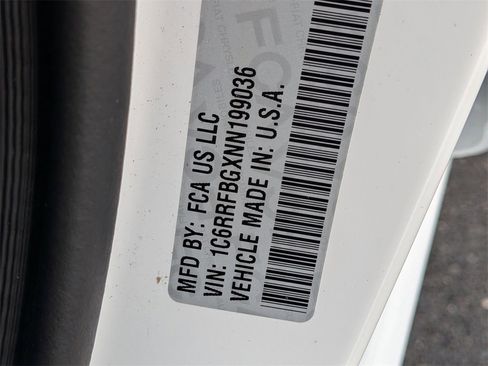 MFD BY: FCA US LLC
VIN: 1C6RRFBGXNN199036
VEHICLE MADE IN: U.S.A.